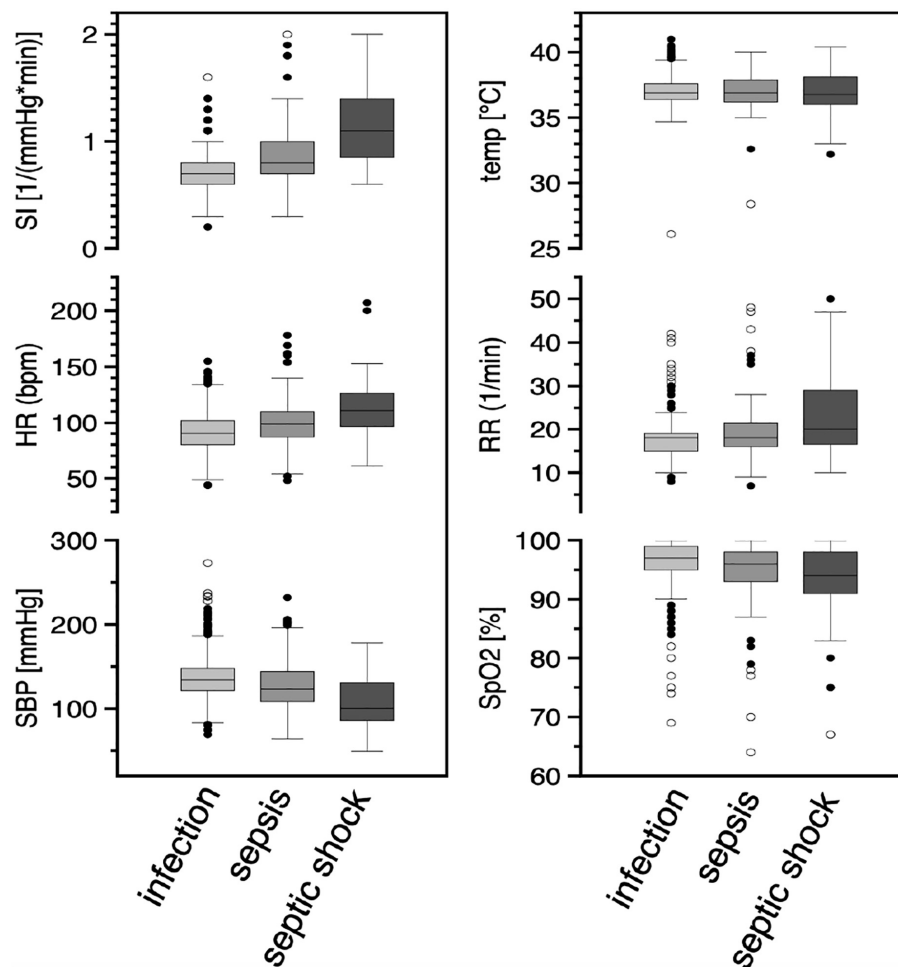 SI [1/(mmHg*min)]
2
1
0
HR (bpm)
200
150
100
50
SBP [mmHg]
300
200
100
infection
sepsis
septic shock
temp [°C]
40
35
30
25
RR (1/min)
50
40
30
20
10
SpO2 [%]
100
90
80
70
60
infection
sepsis
septic shock